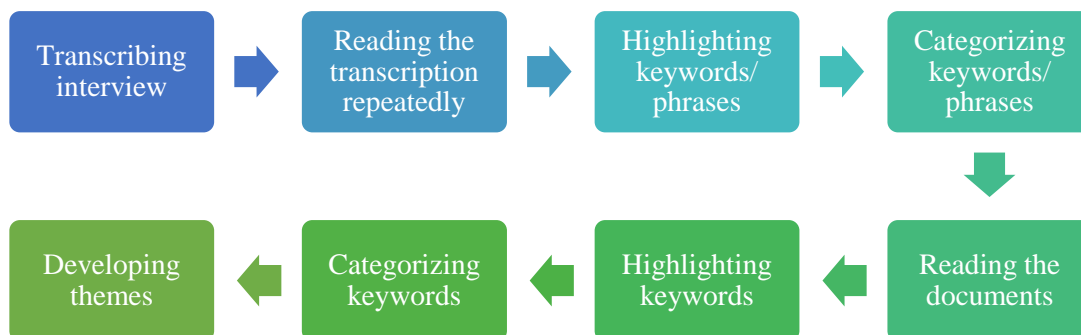 Transcribing
interview
Reading the
transcription
repeatedly
Highlighting
keywords/
phrases
Categorizing
keywords/
phrases
Reading the
documents
Highlighting
keywords
Categorizing
keywords
Developing
themes